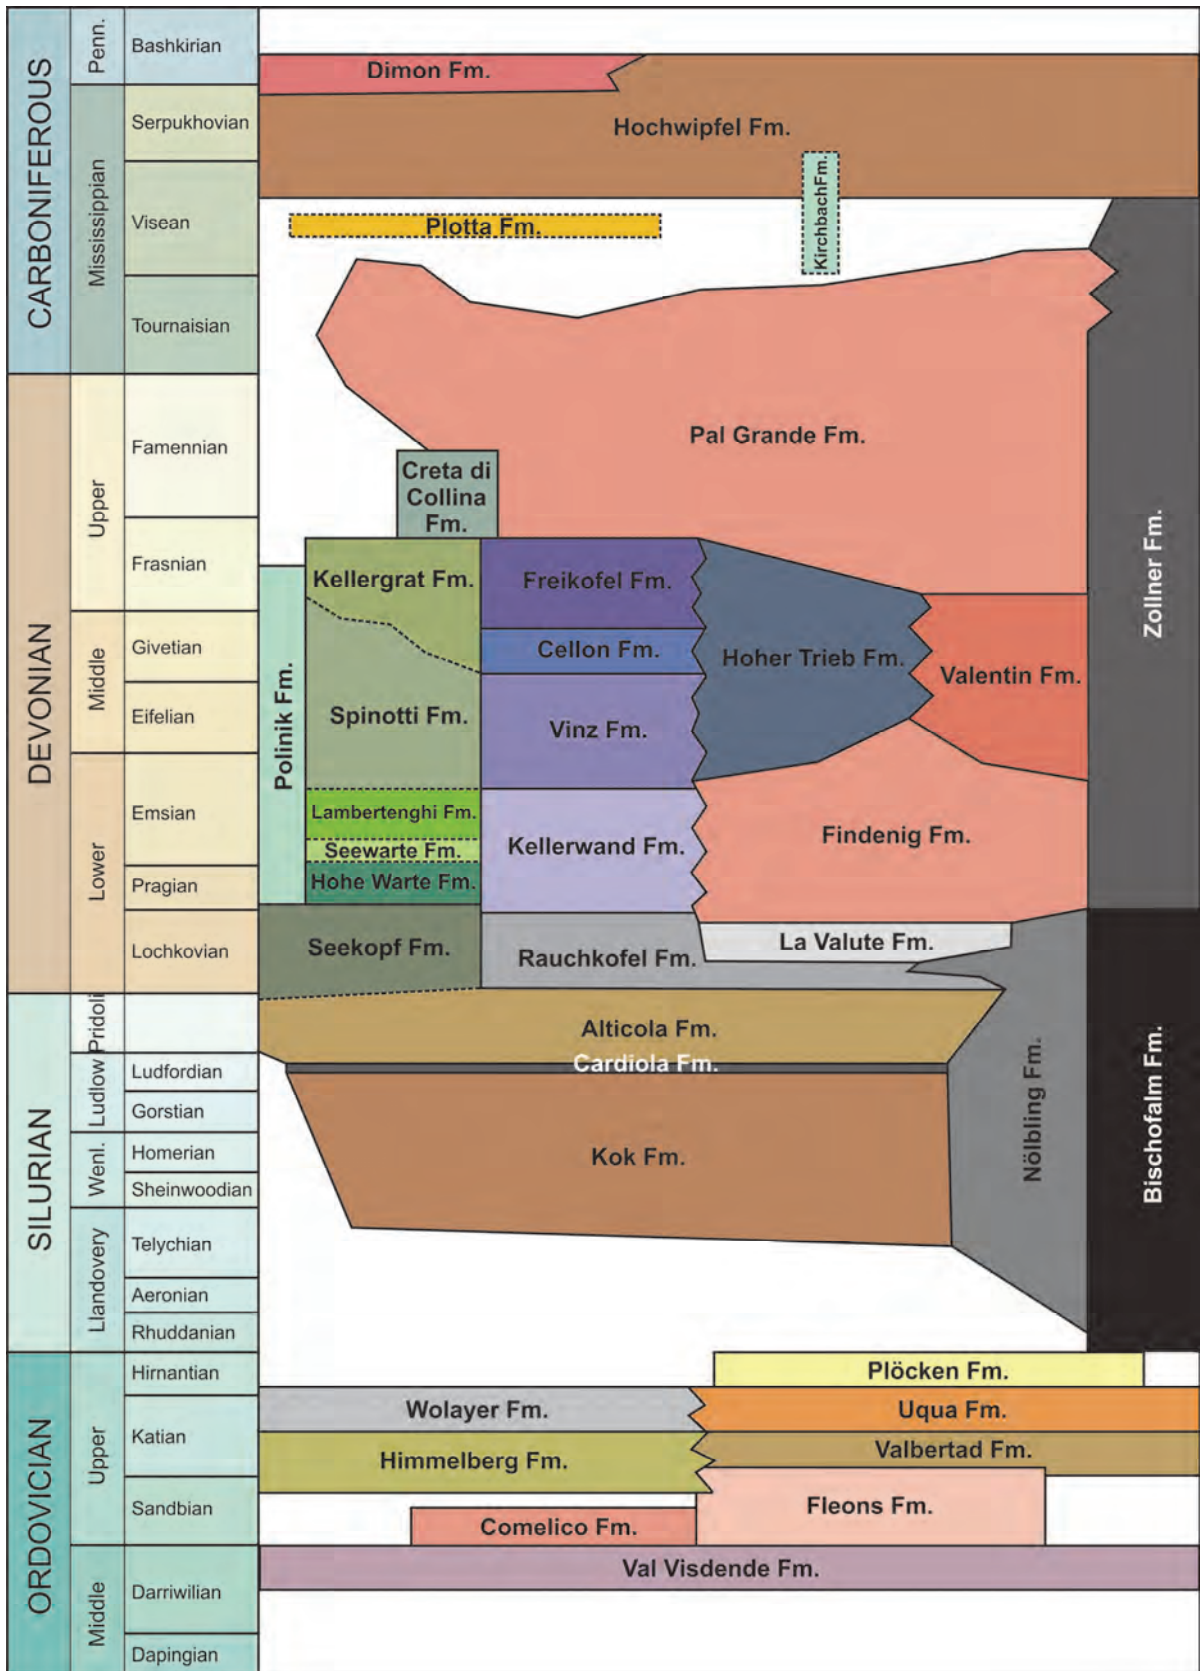 CARBONIFEROUS
Penn.
Bashkirian
Mississippian
Serpukhovian
Visean
Tournaisian
DEVONIAN
Upper
Famennian
Frasnian
Middle
Givetian
Eifelian
Lower
Emsian
Pragian
Lochkovian
SILURIAN
Pridoli
Ludlow
Ludfordian
Gorstian
Wenl.
Homerian
Sheinwoodian
Llandovery
Telychian
Aeronian
Rhuddanian
ORDOVICIAN
Upper
Hirnantian
Katian
Sandbian
Middle
Darriwilian
Dapingian
Dimon Fm.
Hochwipfel Fm.
KirchbachFm.
Plotta Fm.
Pal Grande Fm.
Creta di
Collina
Fm.
Zollner Fm.
Polinik Fm.
Kellergrat Fm.
Freikofel Fm.
Cellon Fm.
Hoher Trieb Fm.
Valentin Fm.
Spinotti Fm.
Vinz Fm.
Lambertenghi Fm.
Seewarte Fm.
Hohe Warte Fm.
Kellerwand Fm.
Findenig Fm.
Seekopf Fm.
Rauchkofel Fm.
La Valute Fm.
Alticola Fm.
Cardiola Fm.
Kok Fm.
Nölbling Fm.
Bischofalm Fm.
Plöcken Fm.
Wolayer Fm.
Uqua Fm.
Himmelberg Fm.
Valbertad Fm.
Fleons Fm.
Comelico Fm.
Val Visdende Fm.